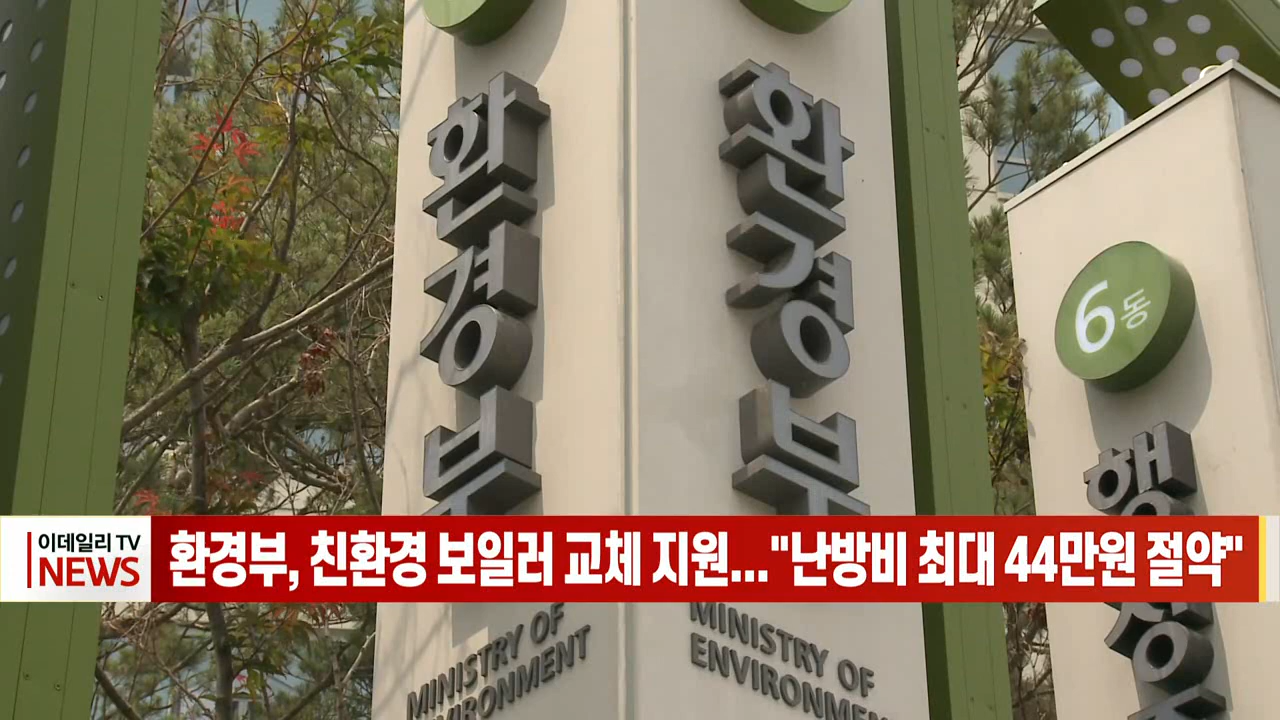 환경부
환경부
6동
행
이데일리 TV
NEWS
환경부, 친환경 보일러 교체 지원..."난방비 최대 44만원 절약"
MINISTRY OF
MINISTRY OF
ENVIRONMENT